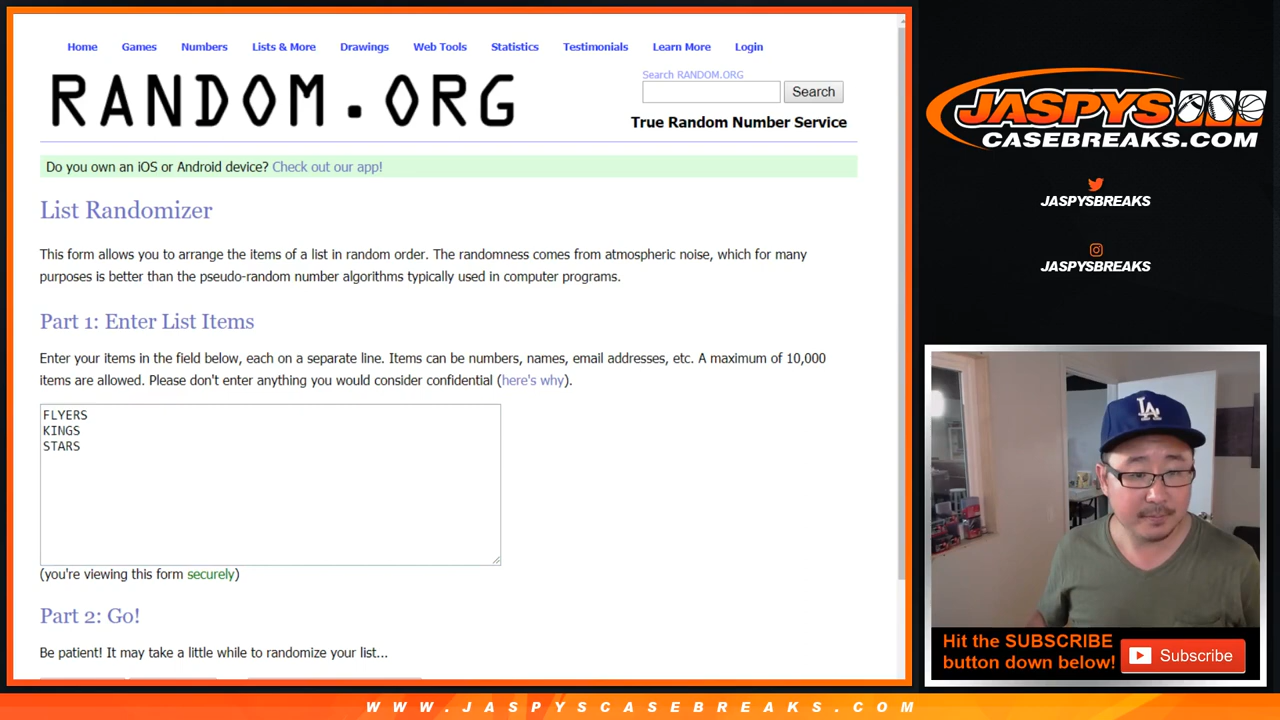 Home Games Numbers Lists & More Drawings Web Tools Statistics Testimonials Learn More Login
RANDOM.ORG
Search RANDOM.ORG
Search
True Random Number Service
Do you own an iOS or Android device? Check out our app!
List Randomizer
This form allows you to arrange the items of a list in random order. The randomness comes from atmospheric noise, which for many
purposes is better than the pseudo-random number algorithms typically used in computer programs.
Part 1: Enter List Items
Enter your items in the field below, each on a separate line. Items can be numbers, names, email addresses, etc. A maximum of 10,000
items are allowed. Please don't enter anything you would consider confidential (here's why).
FLYERS
KINGS
STARS
(you're viewing this form securely)
Part 2: Go!
Be patient! It may take a little while to randomize your list...
JASPYS
CASEBREAKS.COM
JASPYSBREAKS
JASPYSBREAKS
LA
Hit the SUBSCRIBE
button down below!
Subscribe
WWW.JASPYSCASEBREAKS.COM